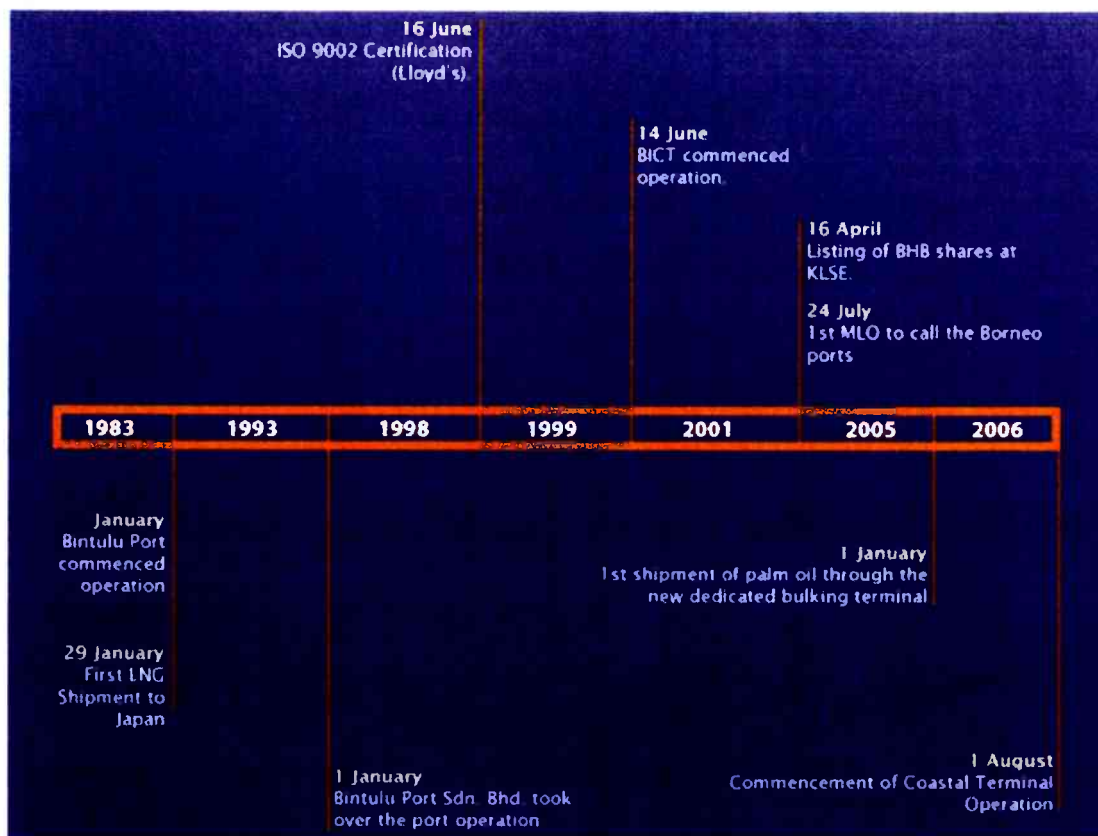 16 June
ISO 9002 Certification
(Lloyd's).
14 June
BICT commenced
operation.
16 April
Listing of BHB shares at
KLSE.
24 July
1st MLO to call the Borneo
ports
1983 1993 1998 1999 2001 2005 2006
January
Bintulu Port
commenced
operation
29 January
First LNG
Shipment to
Japan
1 January
Bintulu Port Sdn. Bhd. took
over the port operation
1 January
1st shipment of palm oil through the
new dedicated bulking terminal
1 August
Commencement of Coastal Terminal
Operation